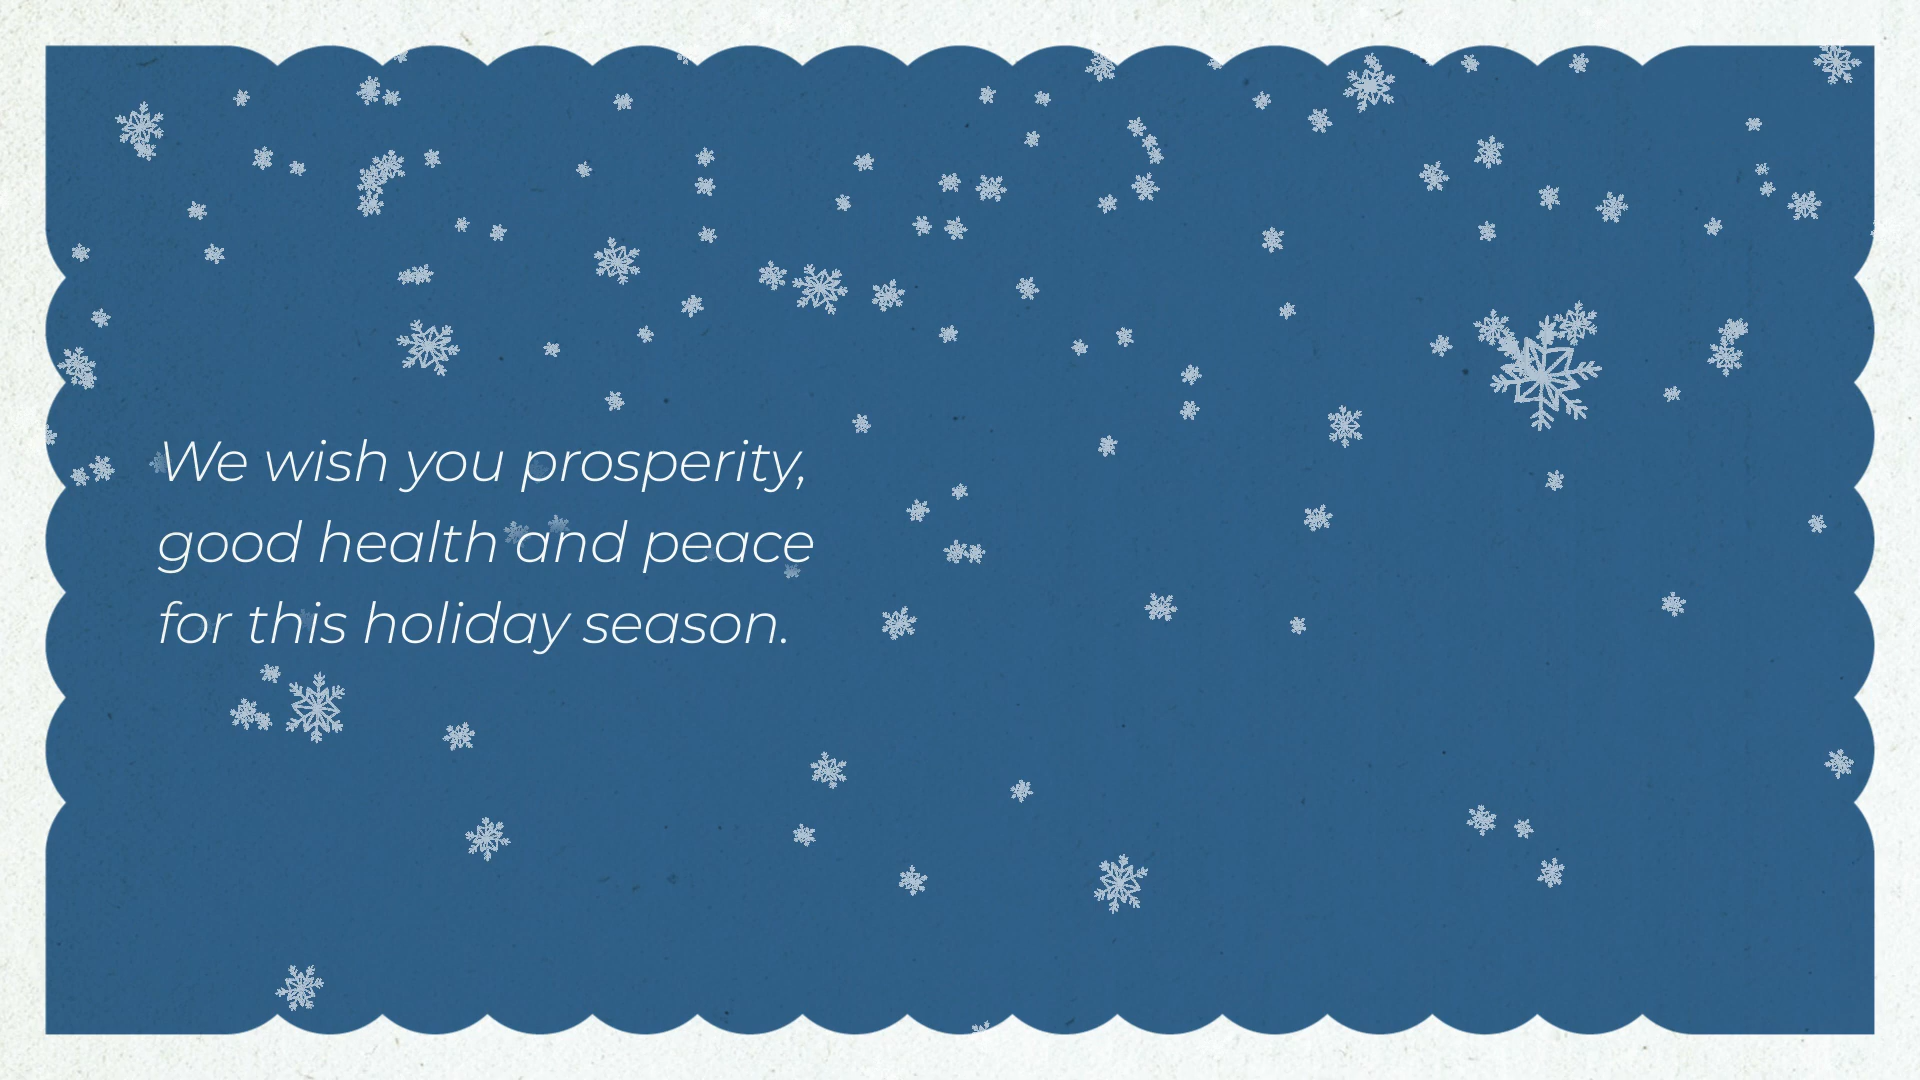 We wish you prosperity,
good health and peace
for this holiday season.